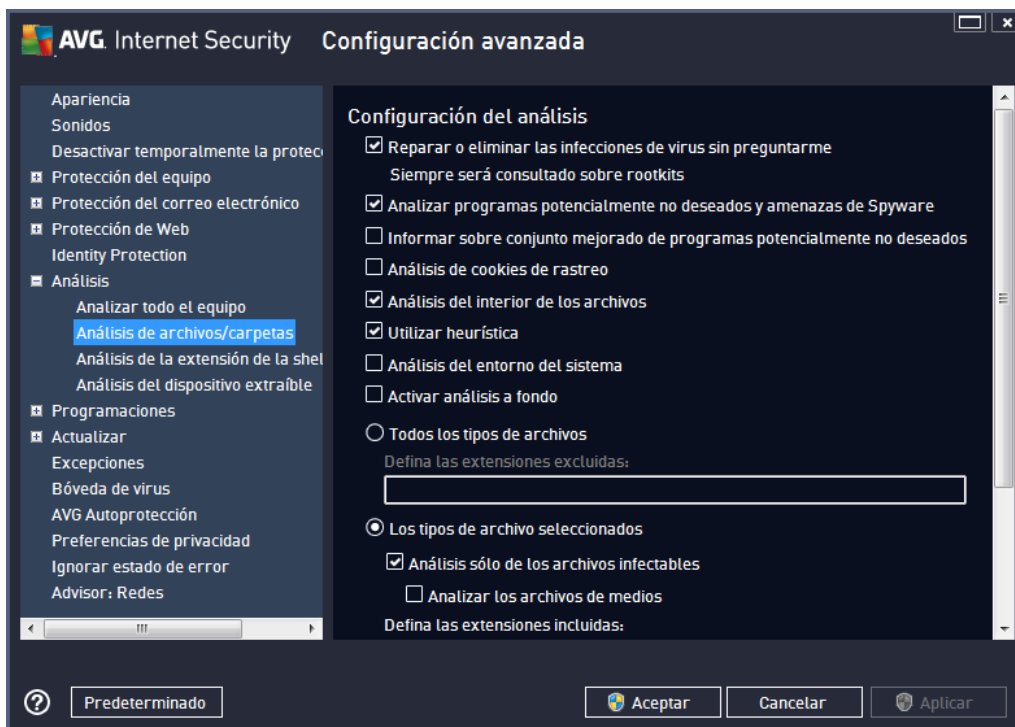 AVG. Internet Security Configuración avanzada
Apariencia
Sonidos
Desactivar temporalmente la protec
Protección del equipo
Protección del correo electrónico
Protección de Web
Identity Protection
Análisis
Analizar todo el equipo
Análisis de archivos/carpetas
Análisis de la extensión de la shel
Análisis del dispositivo extraíble
Programaciones
Actualizar
Excepciones
Bóveda de virus
AVG Autoprotección
Preferencias de privacidad
Ignorar estado de error
Advisor: Redes
Configuración del análisis
Reparar o eliminar las infecciones de virus sin preguntarme
Siempre será consultado sobre rootkits
Analizar programas potencialmente no deseados y amenazas de Spyware
Informar sobre conjunto mejorado de programas potencialmente no deseados
Análisis de cookies de rastreo
Análisis del interior de los archivos
Utilizar heurística
Análisis del entorno del sistema
Activar análisis a fondo
Todos los tipos de archivos
Defina las extensiones excluidas:
Los tipos de archivo seleccionados
Análisis sólo de los archivos infectables
Analizar los archivos de medios
Defina las extensiones incluidas:
? Predeterminado Aceptar Cancelar Aplicar